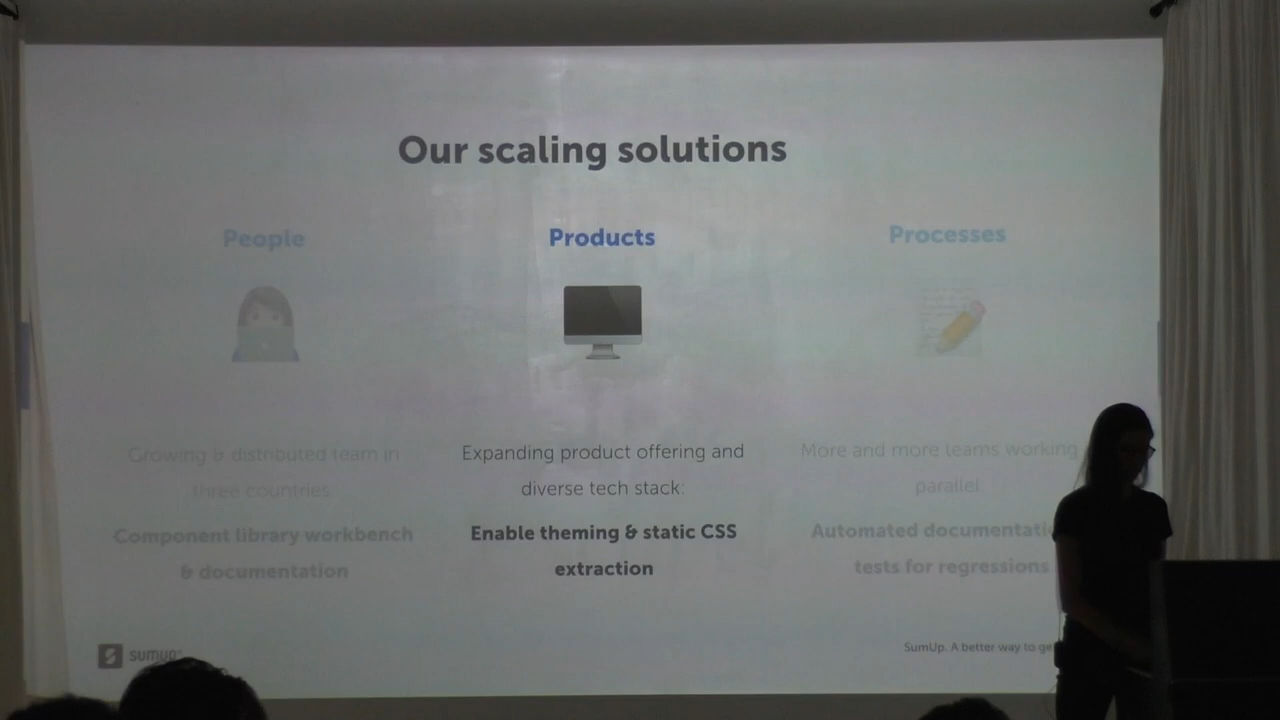 Our scaling solutions
People
Growing & distributed team in
three countries:
Component library workbench
& documentation
Products
Expanding product offering and
diverse tech stack:
Enable theming & static CSS
extraction
Processes
More and more teams working
parallel
Automated
tests for regressions
sumup
SumUp. A better way to